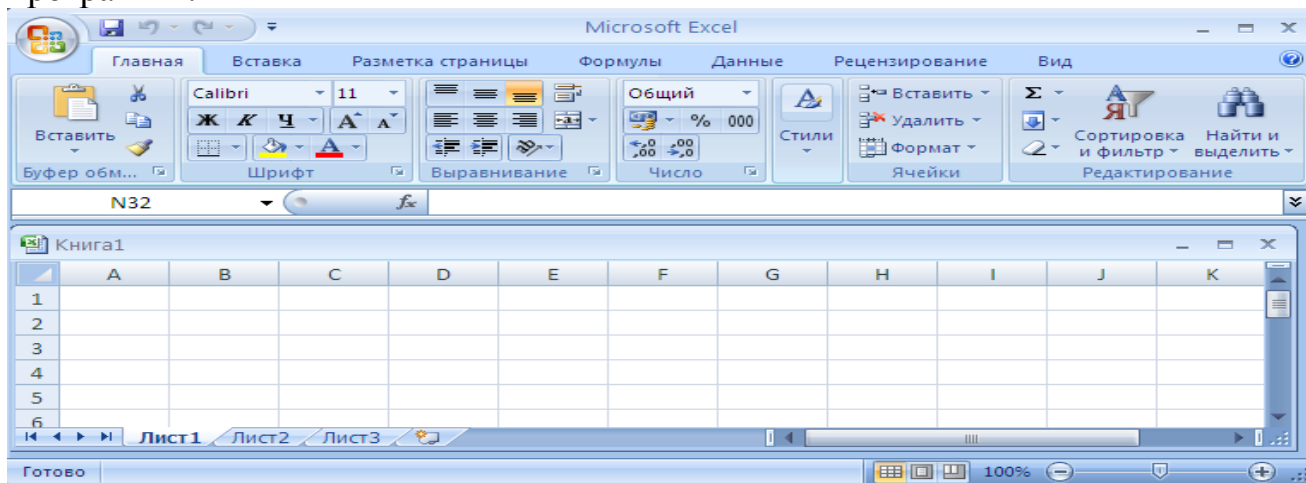 Microsoft Excel
Главная Вставка Разметка страницы Формулы Данные Рецензирование Вид
Calibri 11 Общий Вставить Σ
Ж К Ч А А % 000 Удалить
Вставить Стили Формат Сортировка и фильтр Найти и выделить
А ,00 ,0
Буфер обм... Шрифт Выравнивание Число Ячейки Редактирование
N32 fx
Книга1
A B C D E F G H I J K
1
2
3
4
5
6
Лист1 Лист2 Лист3
Готово 100%